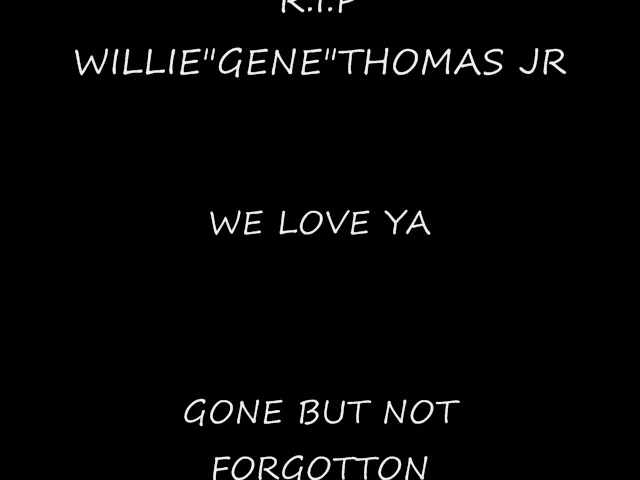 R.I.P
WILLIE"GENE"THOMAS JR
WE LOVE YA
GONE BUT NOT
FORGOTTON